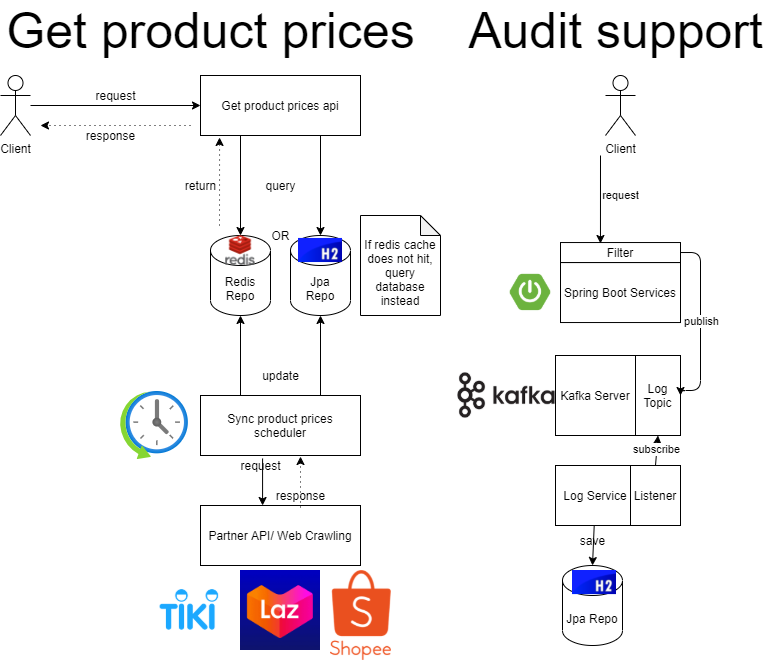 Get product prices
Audit support
Client
request
response
Get product prices api
return
query
redis
Redis
Repo
OR
H2
Jpa
Repo
If redis cache
does not hit,
query
database
instead
update
Sync product prices
scheduler
request
response
Partner API/ Web Crawling
TIKI
Laz
S
Shopee
Client
request
Filter
Spring Boot Services
publish
kafka
Kafka Server
Log
Topic
subscribe
Log Service
Listener
save
H2
Jpa Repo